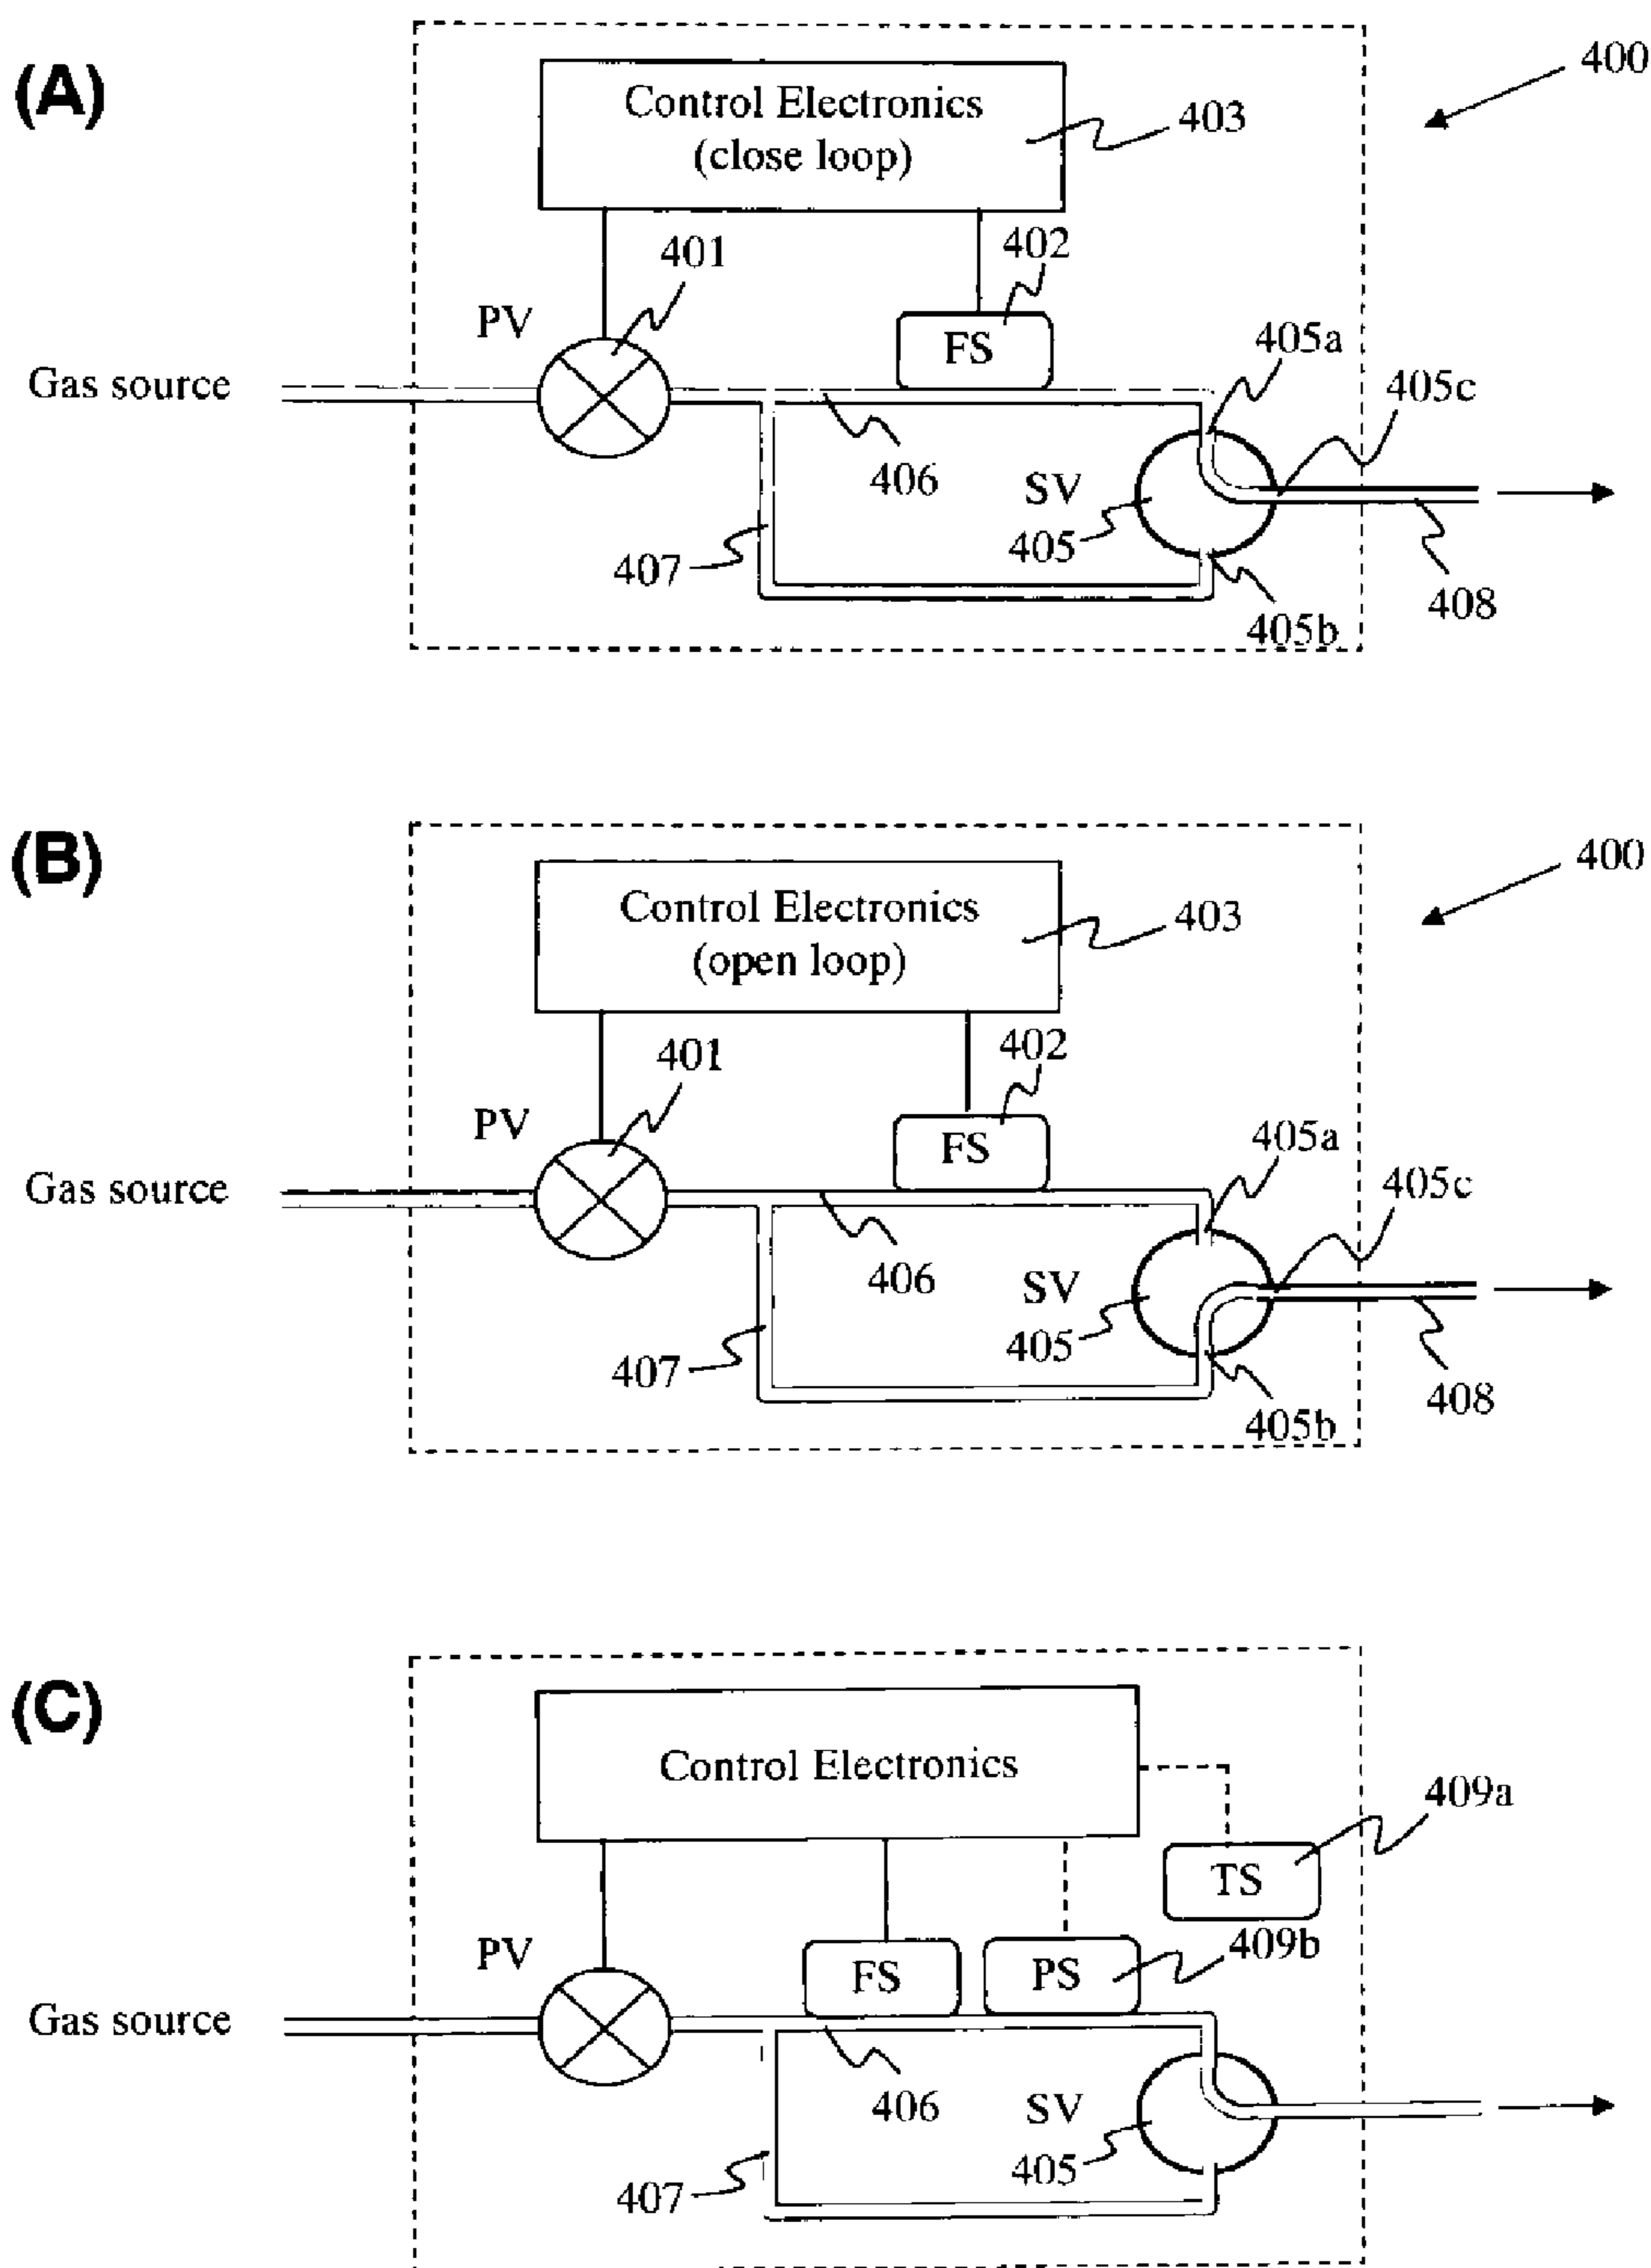 (A)
400
Control Electronics
(close loop)
403
401
402
PV
FS
405a
Gas source
405c
406
SV
405
407
408
405b
(B)
400
Control Electronics
(open loop)
403
401
402
PV
FS
405a
Gas source
405c
406
SV
405
407
408
405b
(C)
Control Electronics
409a
TS
PV
409b
FS
PS
Gas source
406
SV
405
407